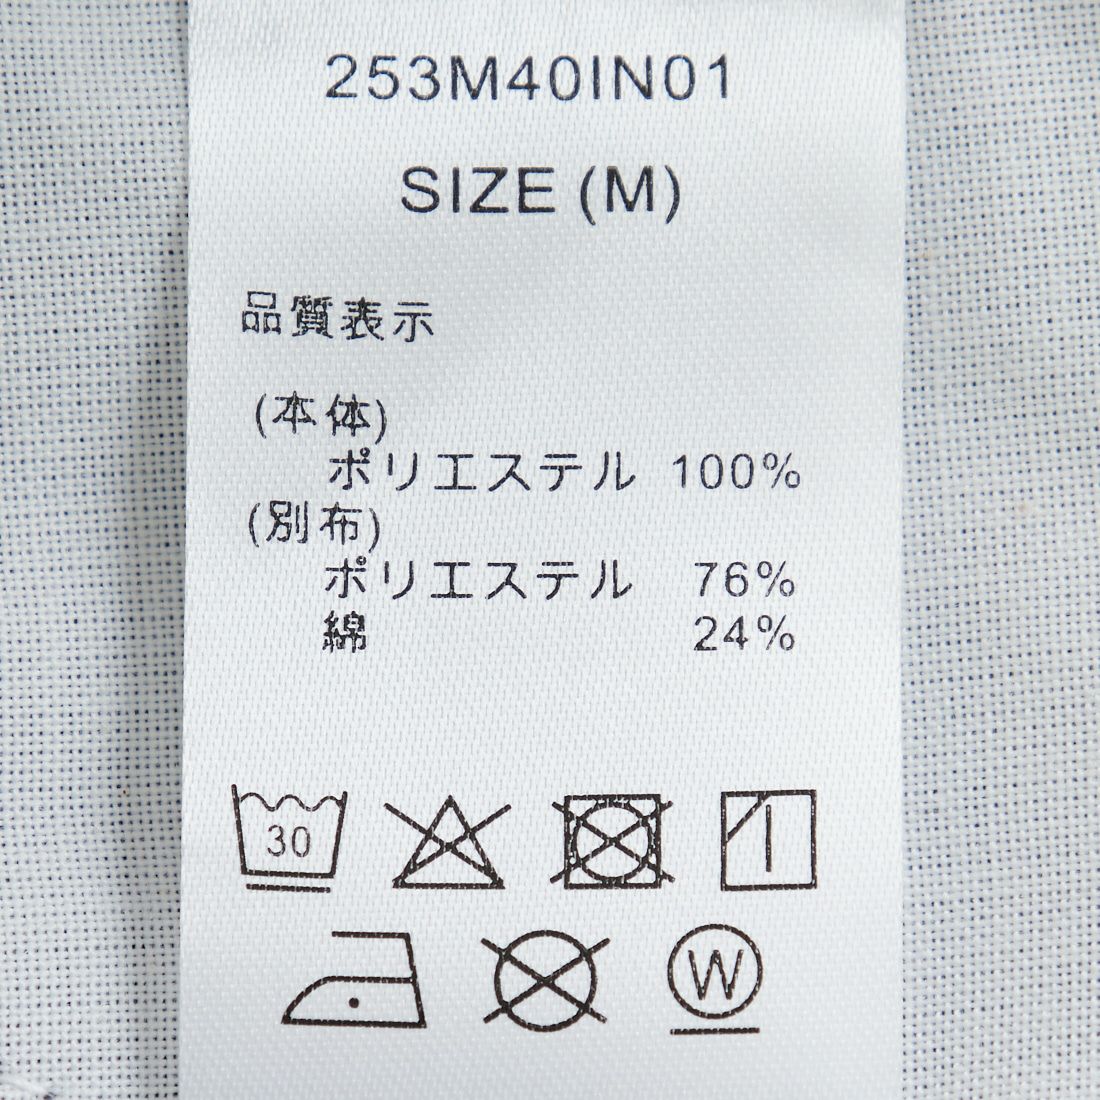 253M40IN01
SIZE (M)
品質表示
(本体)
ポリエステル 100%
(別布)
ポリエステル 76%
綿 24%
30
W